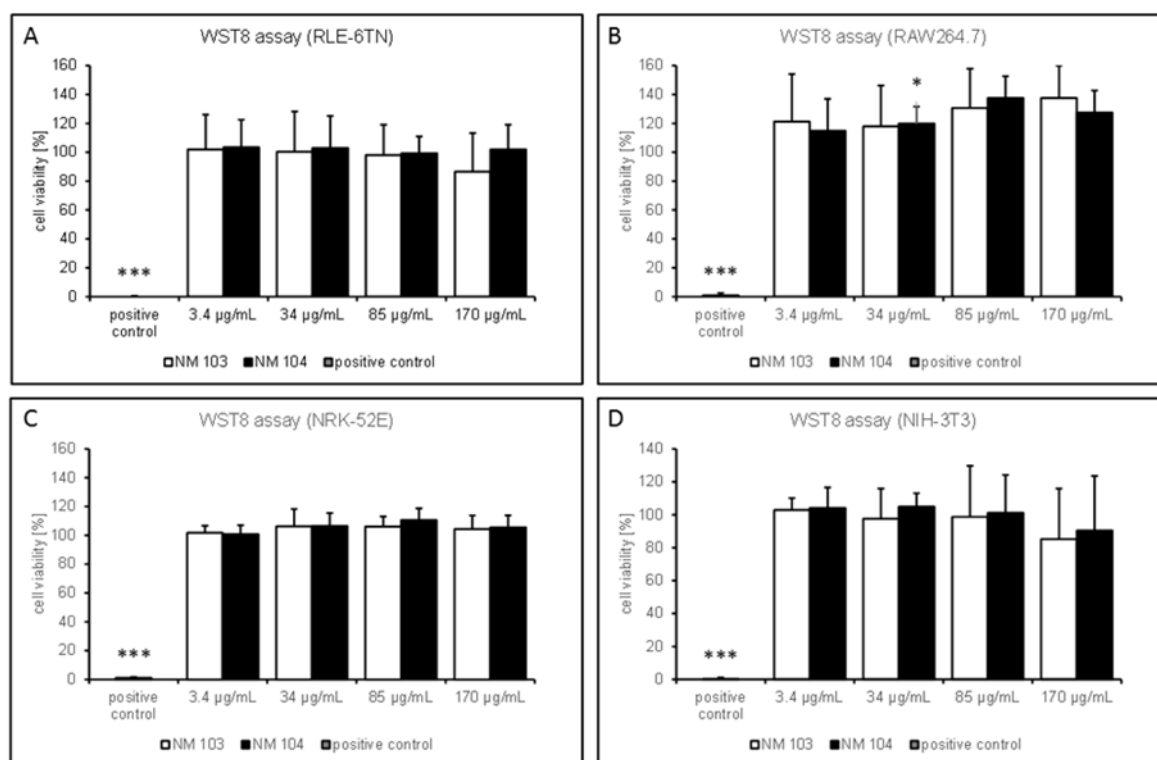 A
WST8 assay (RLE-6TN)
cell viability [%]
160
140
120
100
80
60
40
20
0
***
positive control
3.4 µg/mL
34 µg/mL
85 µg/mL
170 µg/mL
NM 103 NM 104 positive control
B
WST8 assay (RAW264.7)
cell viability [%]
160
140
120
100
80
60
40
20
0
***
*
positive control
3.4 µg/mL
34 µg/mL
85 µg/mL
170 µg/mL
NM 103 NM 104 positive control
C
WST8 assay (NRK-52E)
cell viability [%]
160
140
120
100
80
60
40
20
0
***
positive control
3.4 µg/mL
34 µg/mL
85 µg/mL
170 µg/mL
NM 103 NM 104 positive control
D
WST8 assay (NIH-3T3)
cell viability [%]
140
120
100
80
60
40
20
0
***
positive control
3.4 µg/mL
34 µg/mL
85 µg/mL
170 µg/mL
NM 103 NM 104 positive control